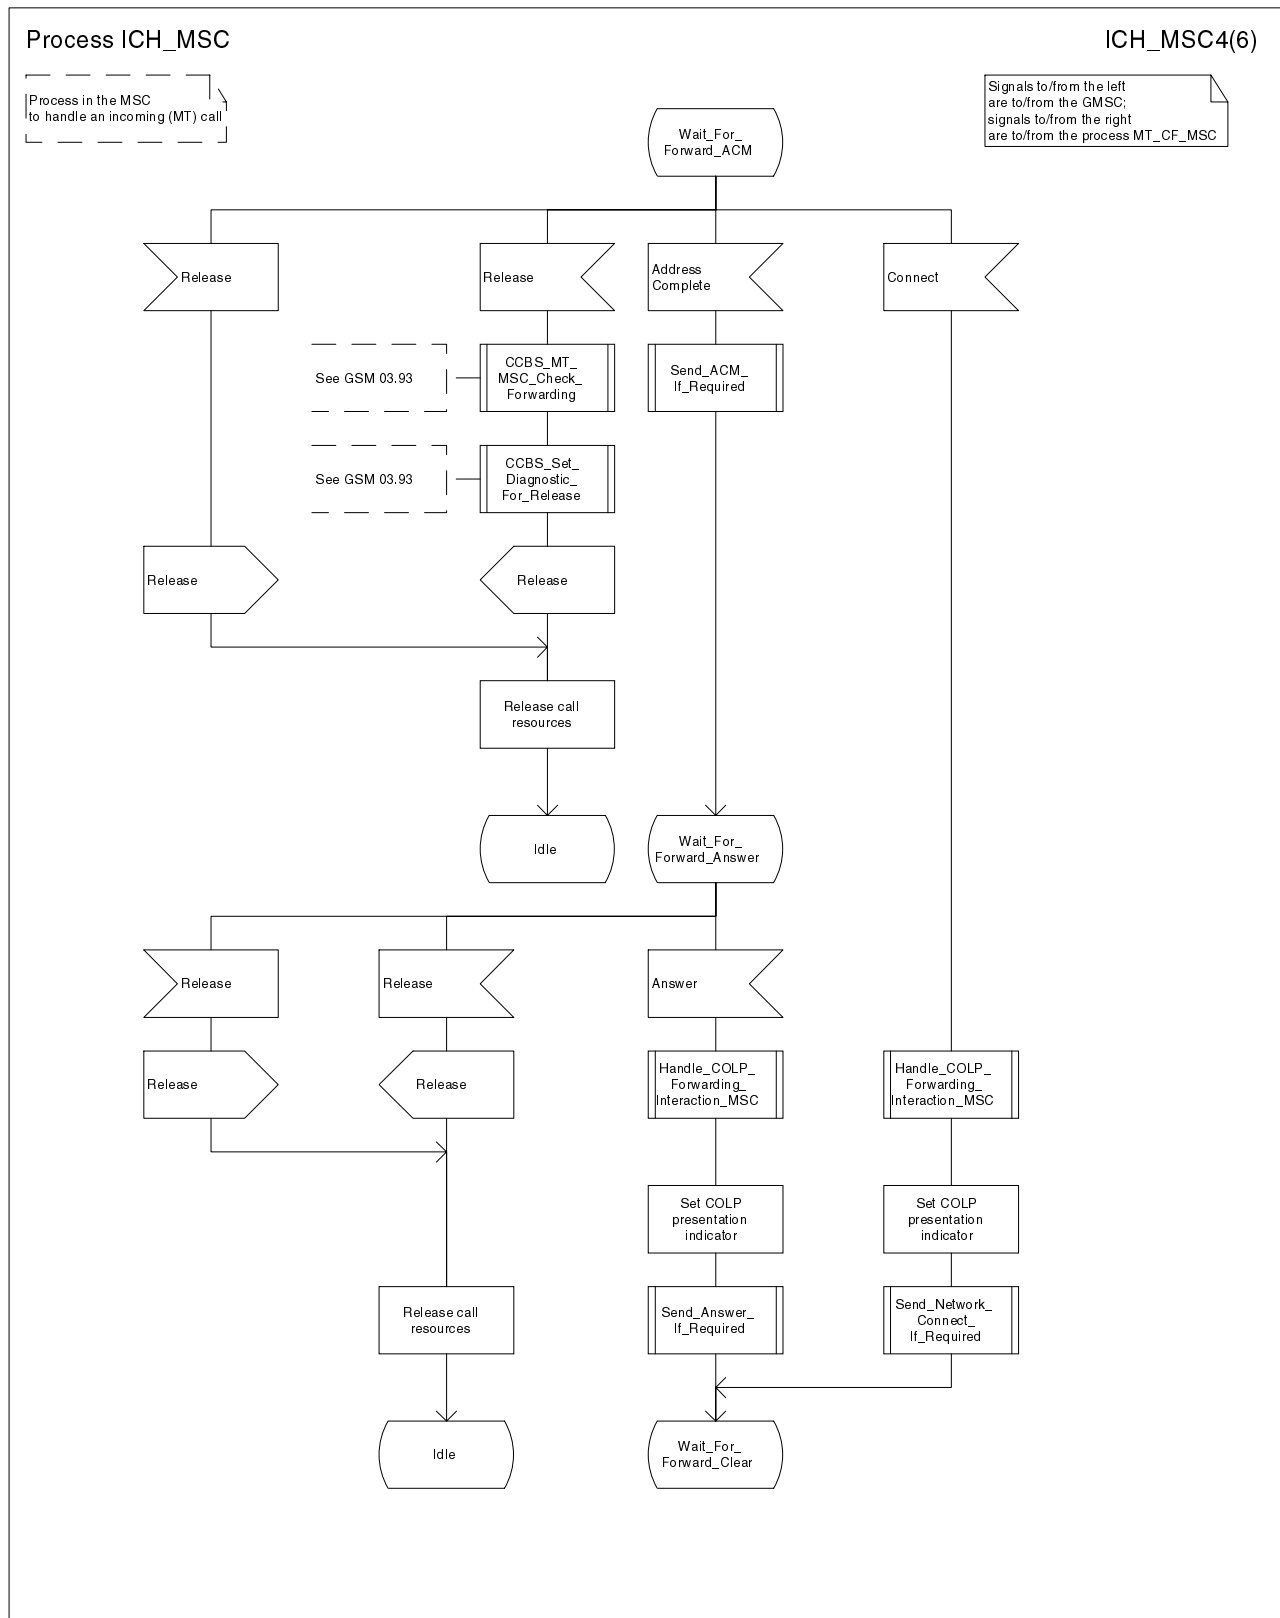 Process ICH_MSC
ICH_MSC4(6)
Process in the MSC
to handle an incoming (MT) call
Signals to/from the left
are to/from the GMSC;
signals to/from the right
are to/from the process MT_CF_MSC
Wait_For_
Forward_ACM
Release
Release
Address
Complete
Connect
See GSM 03.93
CCBS_MT_
MSC_Check_
Forwarding
Send_ACM_
If_Required
See GSM 03.93
CCBS_Set_
Diagnostic_
For_Release
Release
Release
Release call
resources
Idle
Wait_For_
Forward_Answer
Release
Release
Answer
Release
Release
Handle_COLP_
Forwarding_
Interaction_MSC
Handle_COLP_
Forwarding_
Interaction_MSC
Set COLP
presentation
indicator
Set COLP
presentation
indicator
Release call
resources
Send_Answer_
If_Required
Send_Network_
Connect_
If_Required
Idle
Wait_For_
Forward_Clear